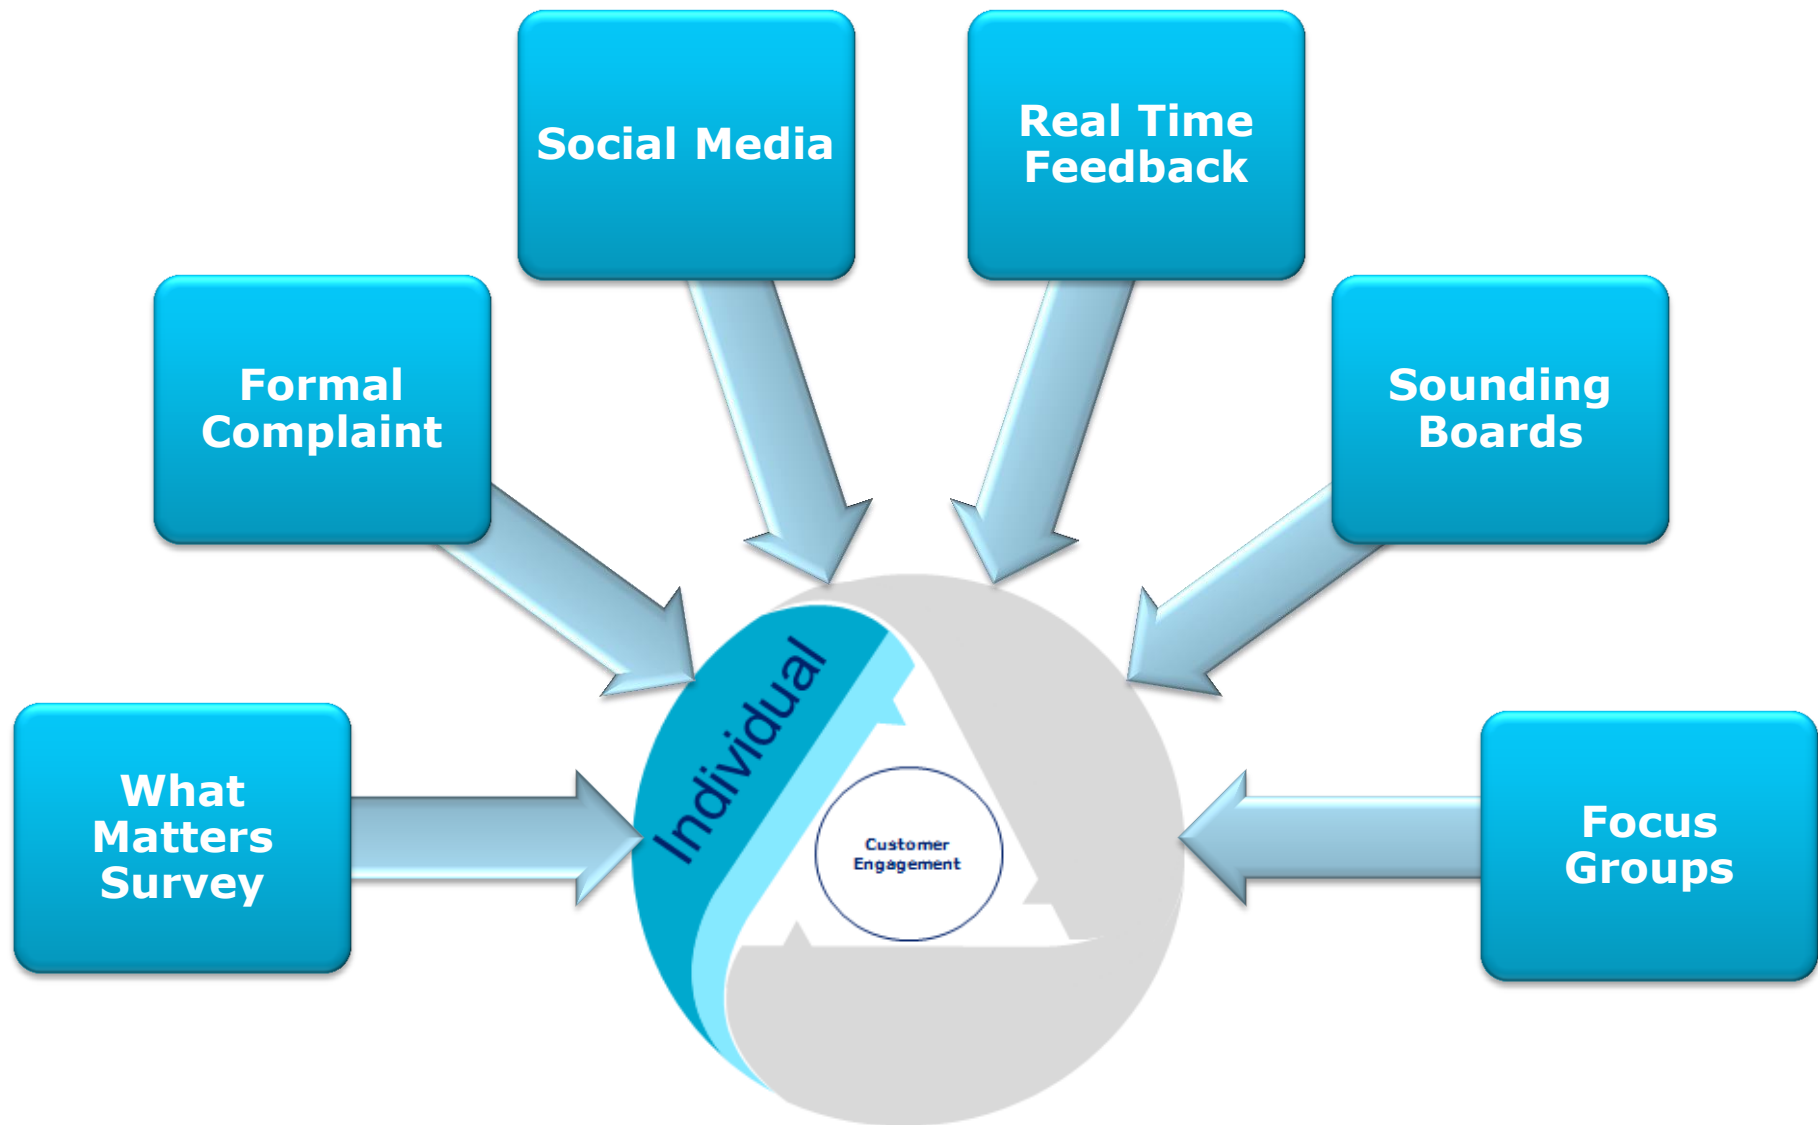 Social Media
Real Time
Feedback
Formal
Complaint
Sounding
Boards
What
Matters
Survey
Individual
Customer
Engagement
Focus
Groups